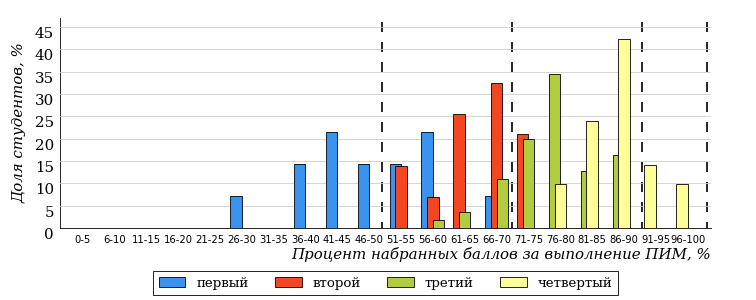 Доля студентов, %
45
40
35
30
25
20
15
10
5
0
0-5 6-10 11-15 16-20 21-25 26-30 31-35 36-40 41-45 46-50 51-55 56-60 61-65 66-70 71-75 76-80 81-85 86-90 91-95 96-100
Процент набранных баллов за выполнение ПИМ, %
первый второй третий четвертый